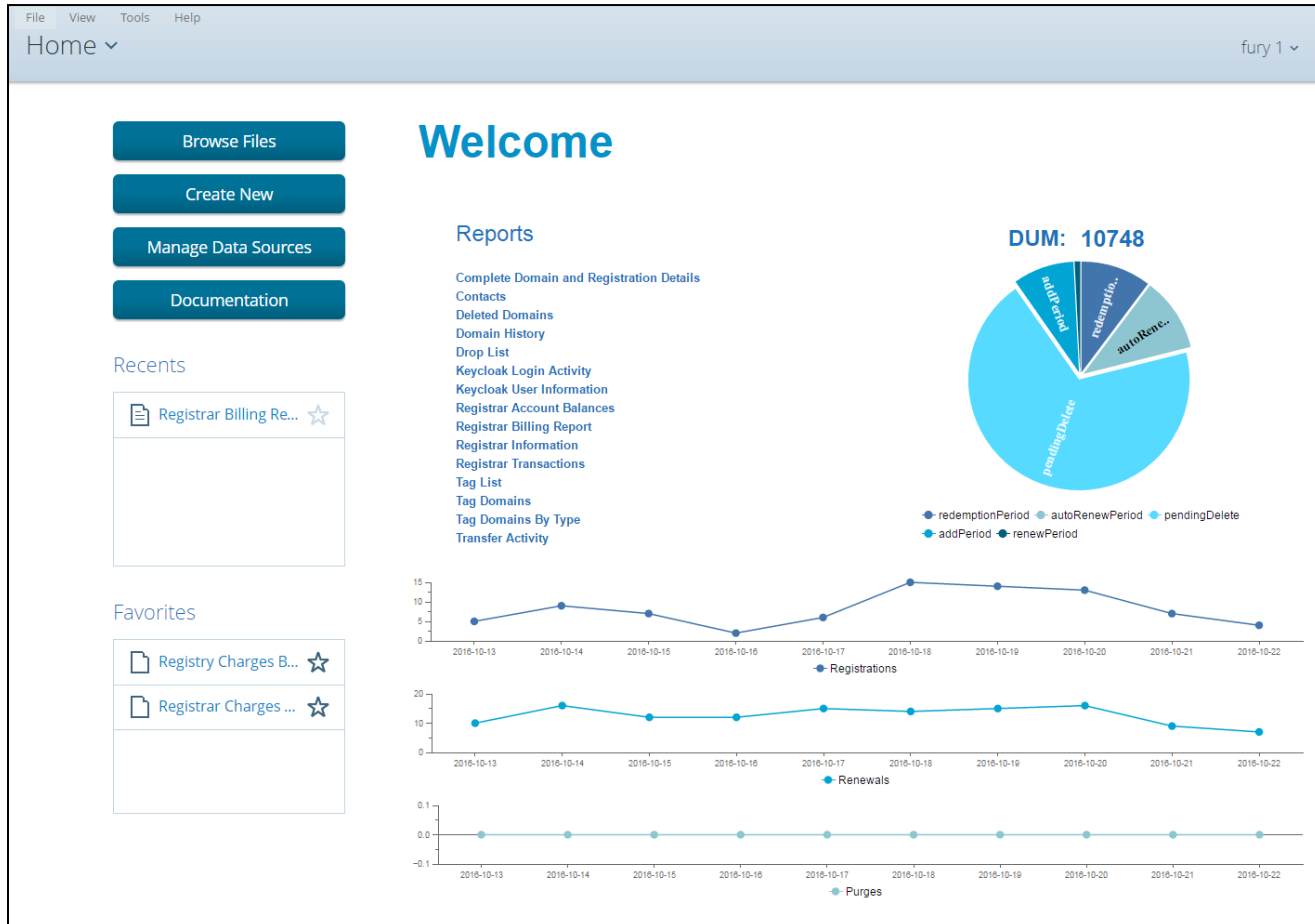 File View Tools Help
Home
fury 1
Browse Files
Create New
Manage Data Sources
Documentation
Recents
Registrar Billing Re...
Favorites
Registry Charges B...
Registrar Charges ...
Welcome
Reports
Complete Domain and Registration Details
Contacts
Deleted Domains
Domain History
Drop List
Keycloak Login Activity
Keycloak User Information
Registrar Account Balances
Registrar Billing Report
Registrar Information
Registrar Transactions
Tag List
Tag Domains
Tag Domains By Type
Transfer Activity
DUM: 10748
addPeriod
redemptio..
autoRene..
pendingDelete
redemptionPeriod autoRenewPeriod pendingDelete
addPeriod renewPeriod
15
10
5
0
2016-10-13 2016-10-14 2016-10-15 2016-10-16 2016-10-17 2016-10-18 2016-10-19 2016-10-20 2016-10-21 2016-10-22
Registrations
20
10
0
2016-10-13 2016-10-14 2016-10-15 2016-10-16 2016-10-17 2016-10-18 2016-10-19 2016-10-20 2016-10-21 2016-10-22
Renewals
0.1
0.0
−0.1
2016-10-13 2016-10-14 2016-10-15 2016-10-16 2016-10-17 2016-10-18 2016-10-19 2016-10-20 2016-10-21 2016-10-22
Purges